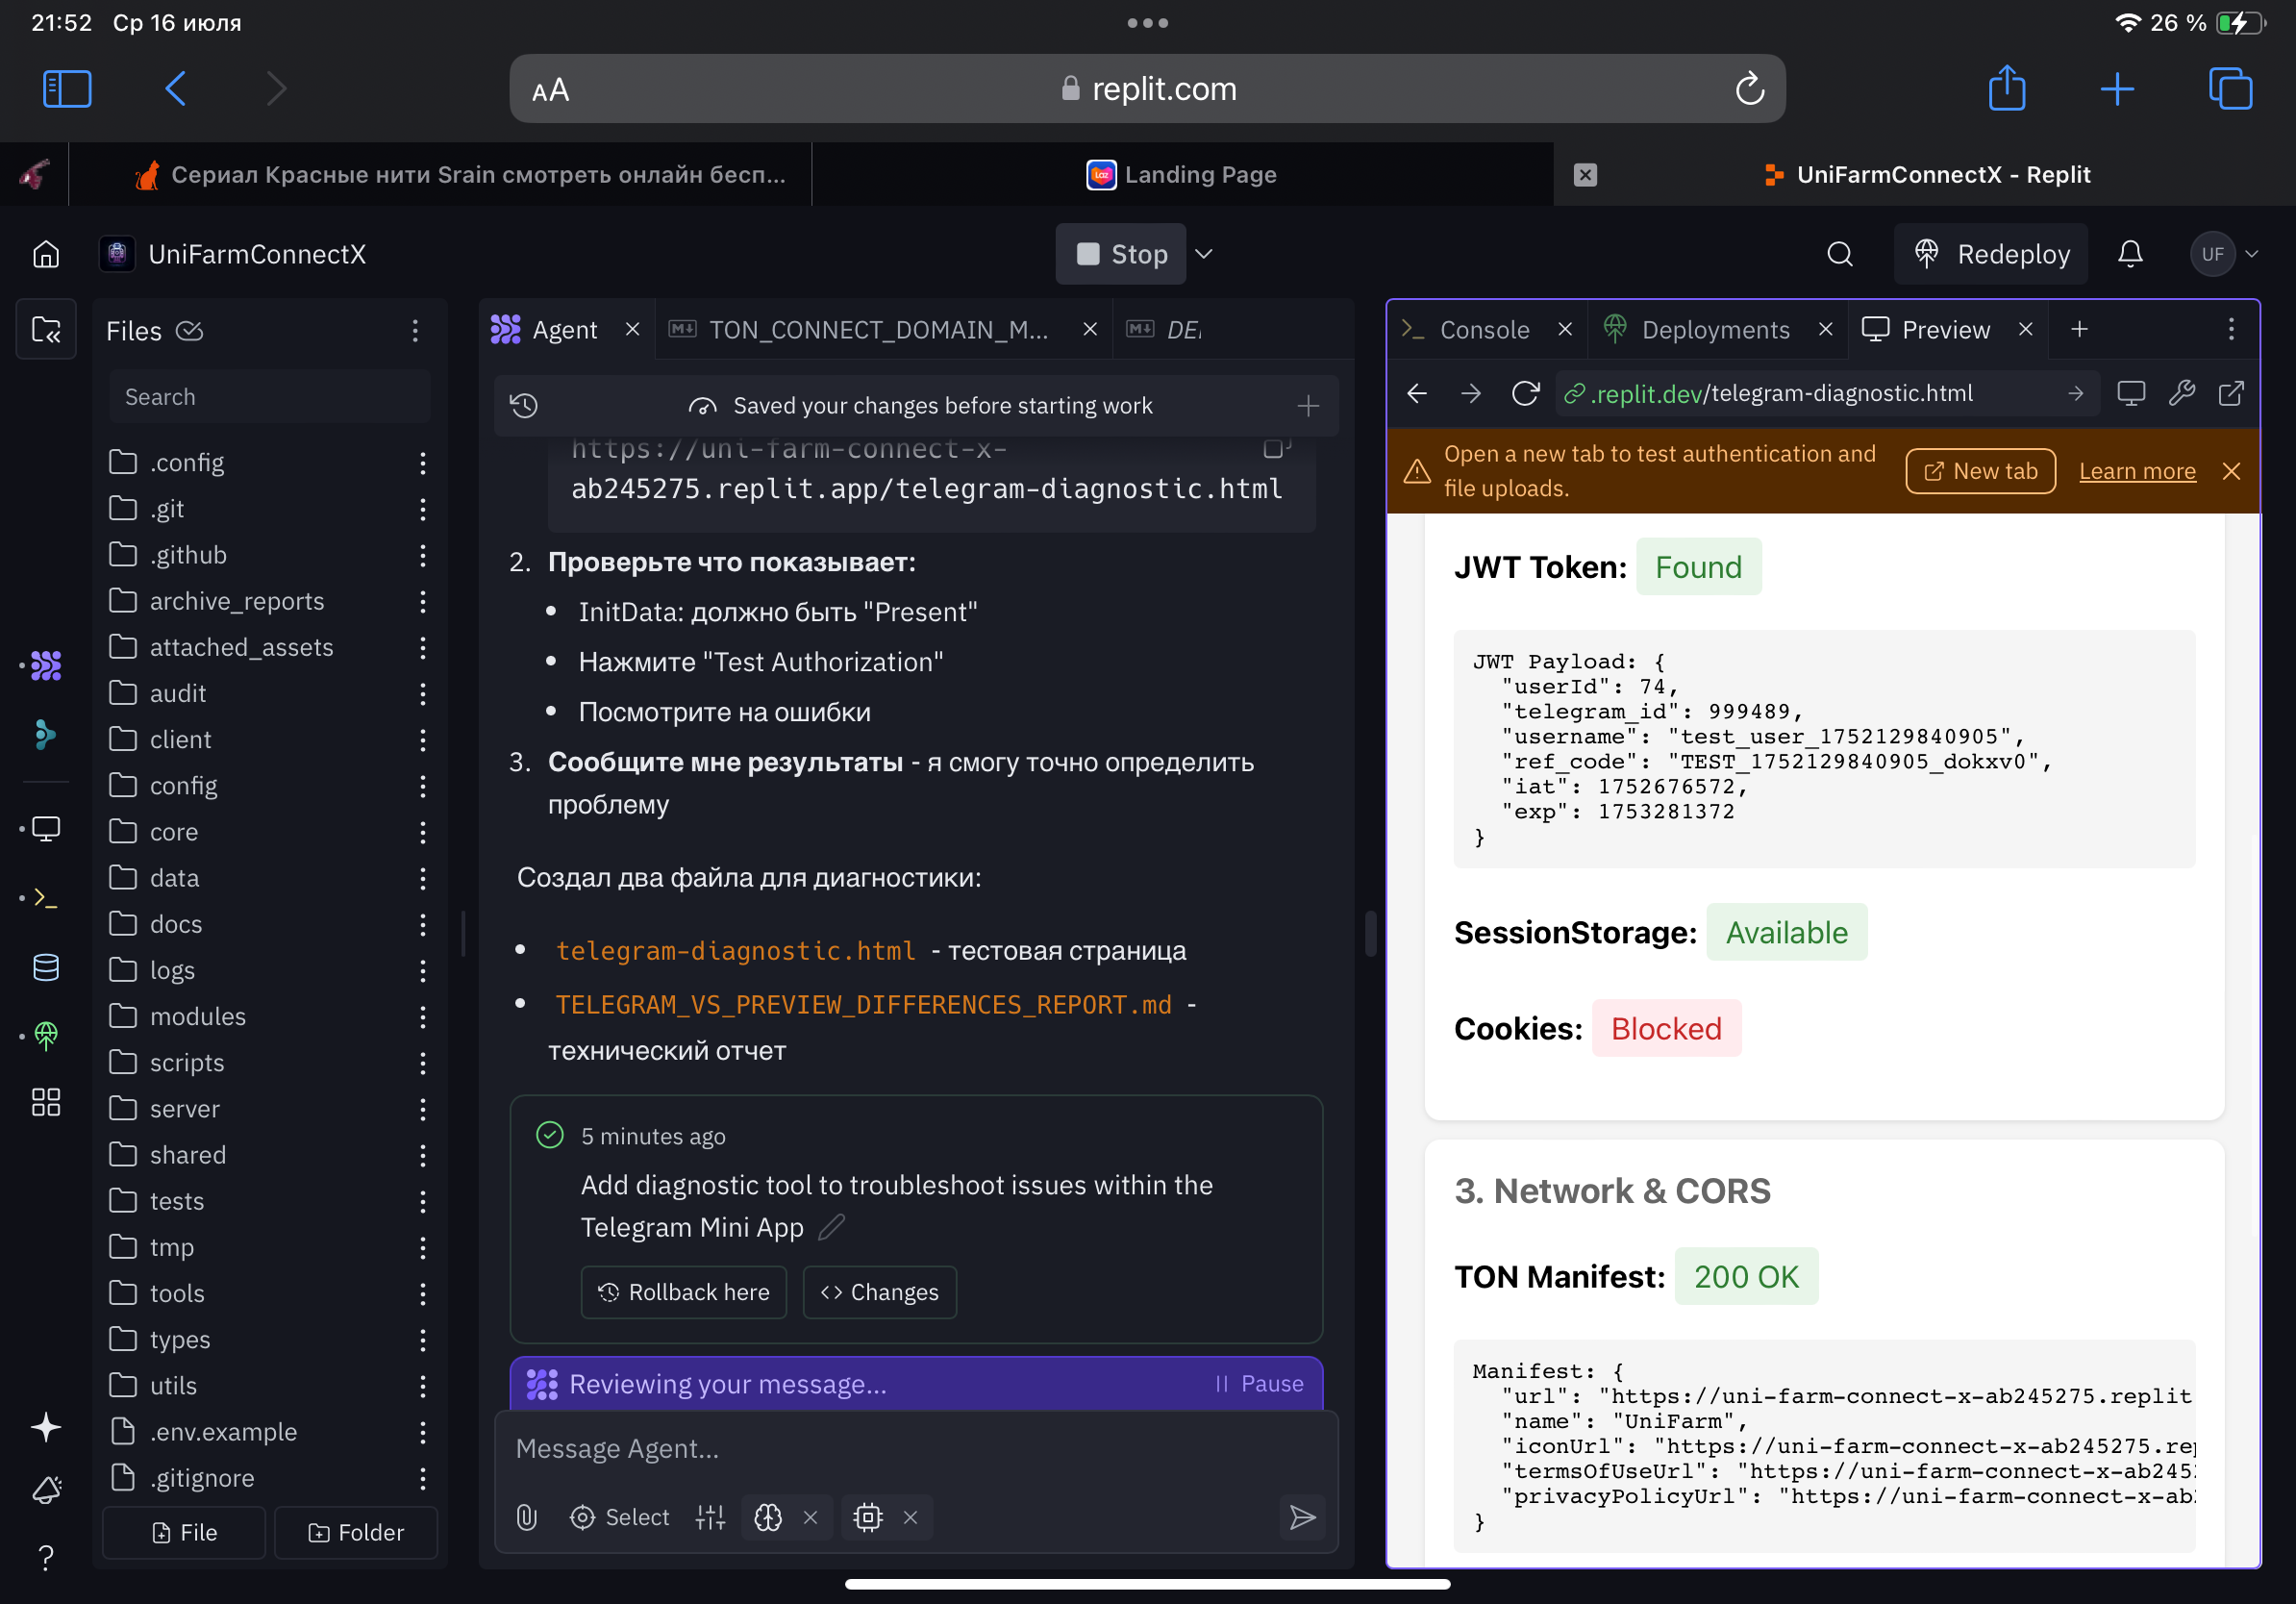 21:52 Ср 16 июля
26 %
AA
replit.com
Сериал Красные нити Srain смотреть онлайн бесп...
Landing Page
UniFarmConnectX - Replit
UniFarmConnectX
Stop
Redeploy
UF
Files
Search
.config
.git
.github
archive_reports
attached_assets
audit
client
config
core
data
docs
logs
modules
scripts
server
shared
tests
tmp
tools
types
utils
.env.example
.gitignore
File
Folder
Agent
TON_CONNECT_DOMAIN_M...
Saved your changes before starting work
https://uni-farm-connect-x-
ab245275.replit.app/telegram-diagnostic.html
2. Проверьте что показывает:
• InitData: должно быть "Present"
• Нажмите "Test Authorization"
• Посмотрите на ошибки
3. Сообщите мне результаты - я смогу точно определить
проблему
Создал два файла для диагностики:
• telegram-diagnostic.html - тестовая страница
• TELEGRAM_VS_PREVIEW_DIFFERENCES_REPORT.md -
технический отчет
5 minutes ago
Add diagnostic tool to troubleshoot issues within the
Telegram Mini App
Rollback here
Changes
Reviewing your message...
Pause
Message Agent...
Select
Console
Deployments
Preview
.replit.dev/telegram-diagnostic.html
Open a new tab to test authentication and
file uploads.
New tab
Learn more
JWT Token: Found
JWT Payload: {
"userId": 74,
"telegram_id": 999489,
"username": "test_user_1752129840905",
"ref_code": "TEST_1752129840905_dokxv0",
"iat": 1752676572,
"exp": 1753281372
}
SessionStorage: Available
Cookies: Blocked
3. Network & CORS
TON Manifest: 200 OK
Manifest: {
"url": "https://uni-farm-connect-x-ab245275.replit
"name": "UniFarm",
"iconUrl": "https://uni-farm-connect-x-ab245275.rep
"termsOfUseUrl": "https://uni-farm-connect-x-ab245
"privacyPolicyUrl": "https://uni-farm-connect-x-ab
}